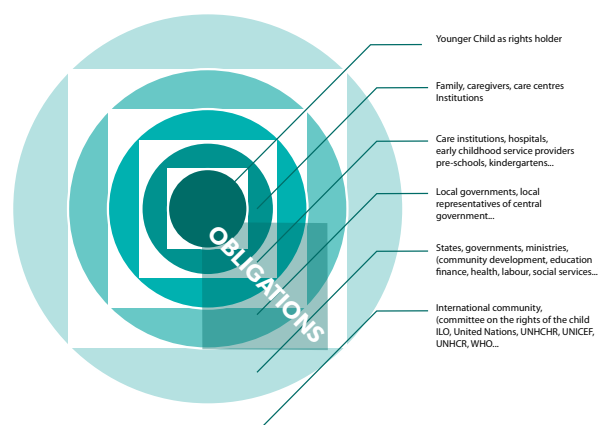 Younger Child as rights holder
Family, caregivers, care centres
Institutions
Care institutions, hospitals,
early childhood service providers
pre-schools, kindergartens...
Local governments, local
representatives of central
government...
States, governments, ministries,
(community development, education
finance, health, labour, social services...
International community,
(committee on the rights of the child
ILO, United Nations, UNHCHR, UNICEF,
UNHCR, WHO...
OBLIGATIONS